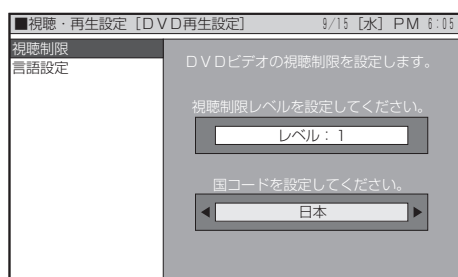 ■視聴・再生設定［DVD再生設定］ 9/15［水］PM 6:05
視聴制限
言語設定
DVDビデオの視聴制限を設定します。
視聴制限レベルを設定してください。
レベル：1
国コードを設定してください。
◀ 日本 ▶